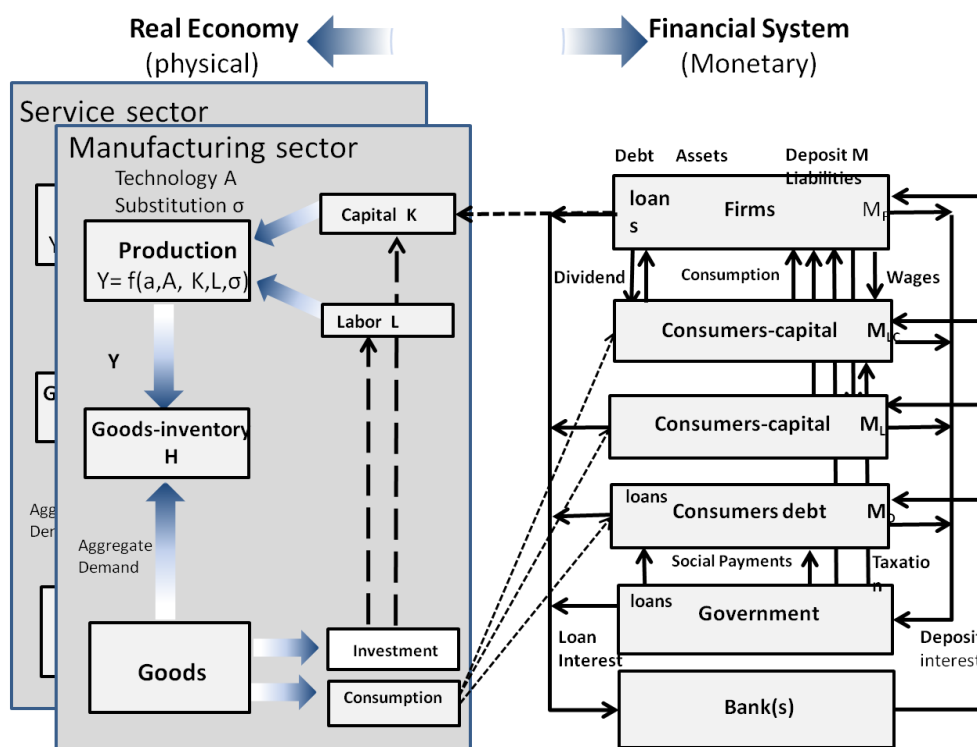 Real Economy
(physical)
Financial System
(Monetary)
Service sector
Manufacturing sector
Technology A
Substitution σ
Production
Y= f(a,A, K,L,σ)
Capital K
Labor L
Y
Goods-inventory
H
Aggregate
Demand
Goods
Investment
Consumption
Debt Assets Deposit M
Liabilities
loan
s
Firms
Dividend
Consumption
Wages
Consumers-capital
Consumers-capital
M L
loans
Consumers debt
Social Payments
Taxatio
n
loans
Government
Loan
Interest
Deposit
interest
Bank(s)